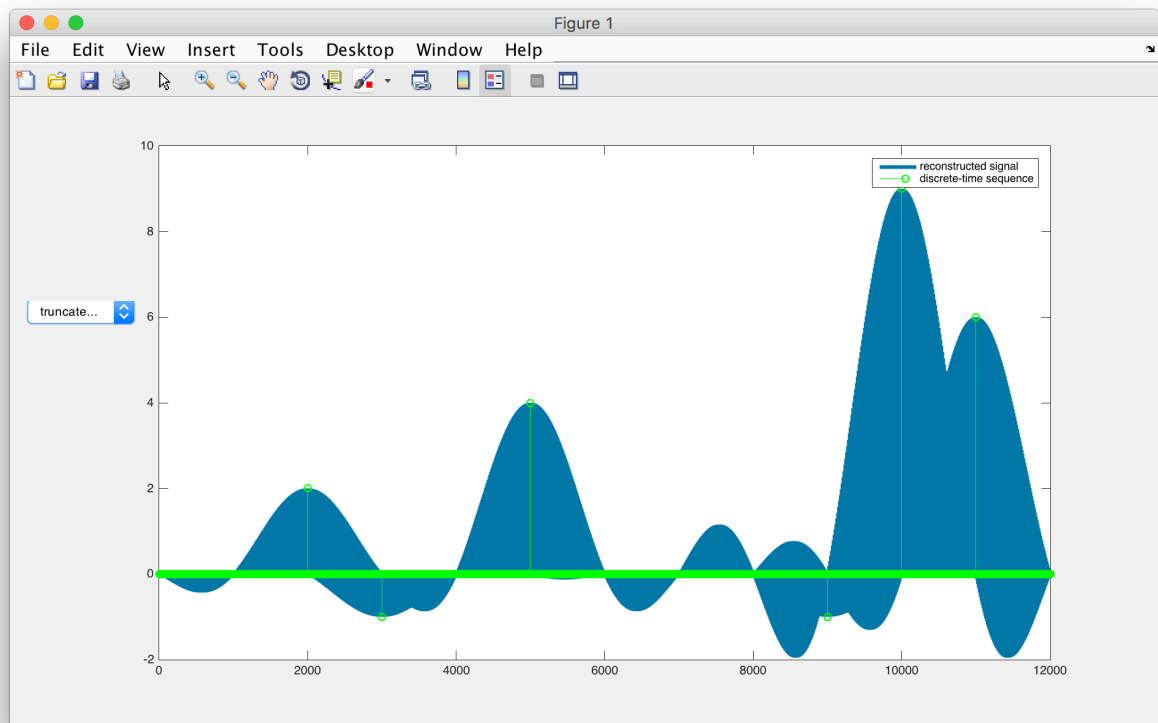 Figure 1
File Edit View Insert Tools Desktop Window Help
10
reconstructed signal
discrete-time sequence
8
truncate...
6
4
2
0
-2
0 2000 4000 6000 8000 10000 12000